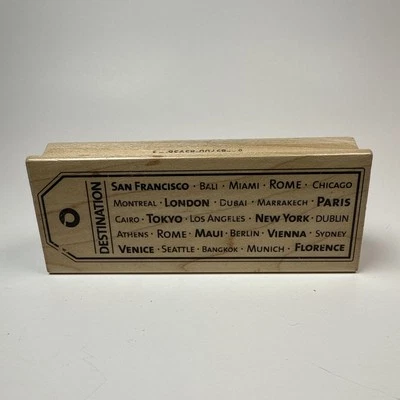 DESTINATION
SAN FRANCISCO · BALI · MIAMI · ROME · CHICAGO
MONTREAL · LONDON · DUBAI · MARRAKECH · PARIS
CAIRO · TOKYO · LOS ANGELES · NEW YORK · DUBLIN
ATHENS · ROME · MAUI · BERLIN · VIENNA · SYDNEY
VENICE · SEATTLE · BANGKOK · MUNICH · FLORENCE